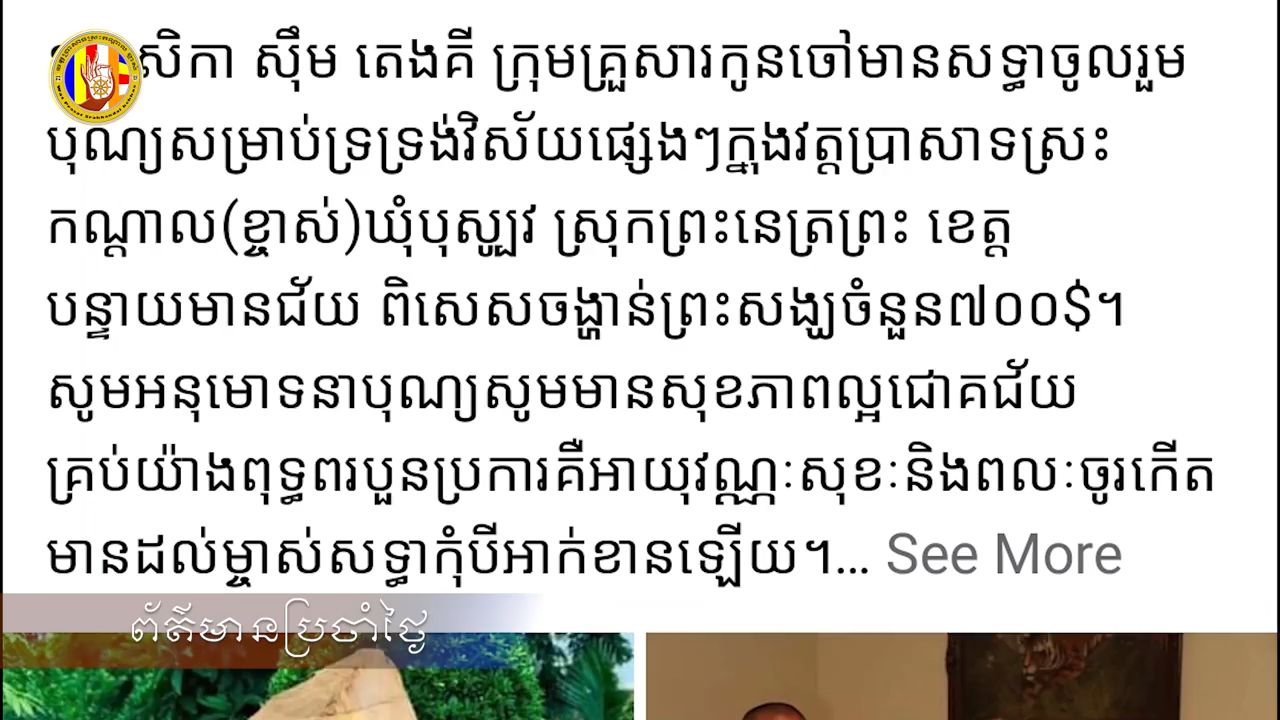 សិកា ស៊ឹម តេងគី ក្រុមគ្រួសារកូនចៅមានសទ្ធាចូលរួម
បុណ្យសម្រាប់ទ្រទ្រង់វិស័យផ្សេងៗក្នុងវត្តប្រាសាទស្រះ
កណ្តាល(ខ្ចាស់)ឃុំបុស្បូវ ស្រុកព្រះនេត្រព្រះ ខេត្ត
បន្ទាយមានជ័យ ពិសេសចង្ហាន់ព្រះសង្ឃចំនួន៧០០$។
សូមអនុមោទនាបុណ្យសូមមានសុខភាពល្អជោគជ័យ
គ្រប់យ៉ាងពុទ្ធពរបួនប្រការគឺអាយុវណ្ណៈសុខៈនិងពលៈចូរកើត
មានដល់ម្ចាស់សទ្ធាកុំបីអាក់ខានឡើយ។... See More
ព័ត៌មានប្រចាំថ្ងៃ